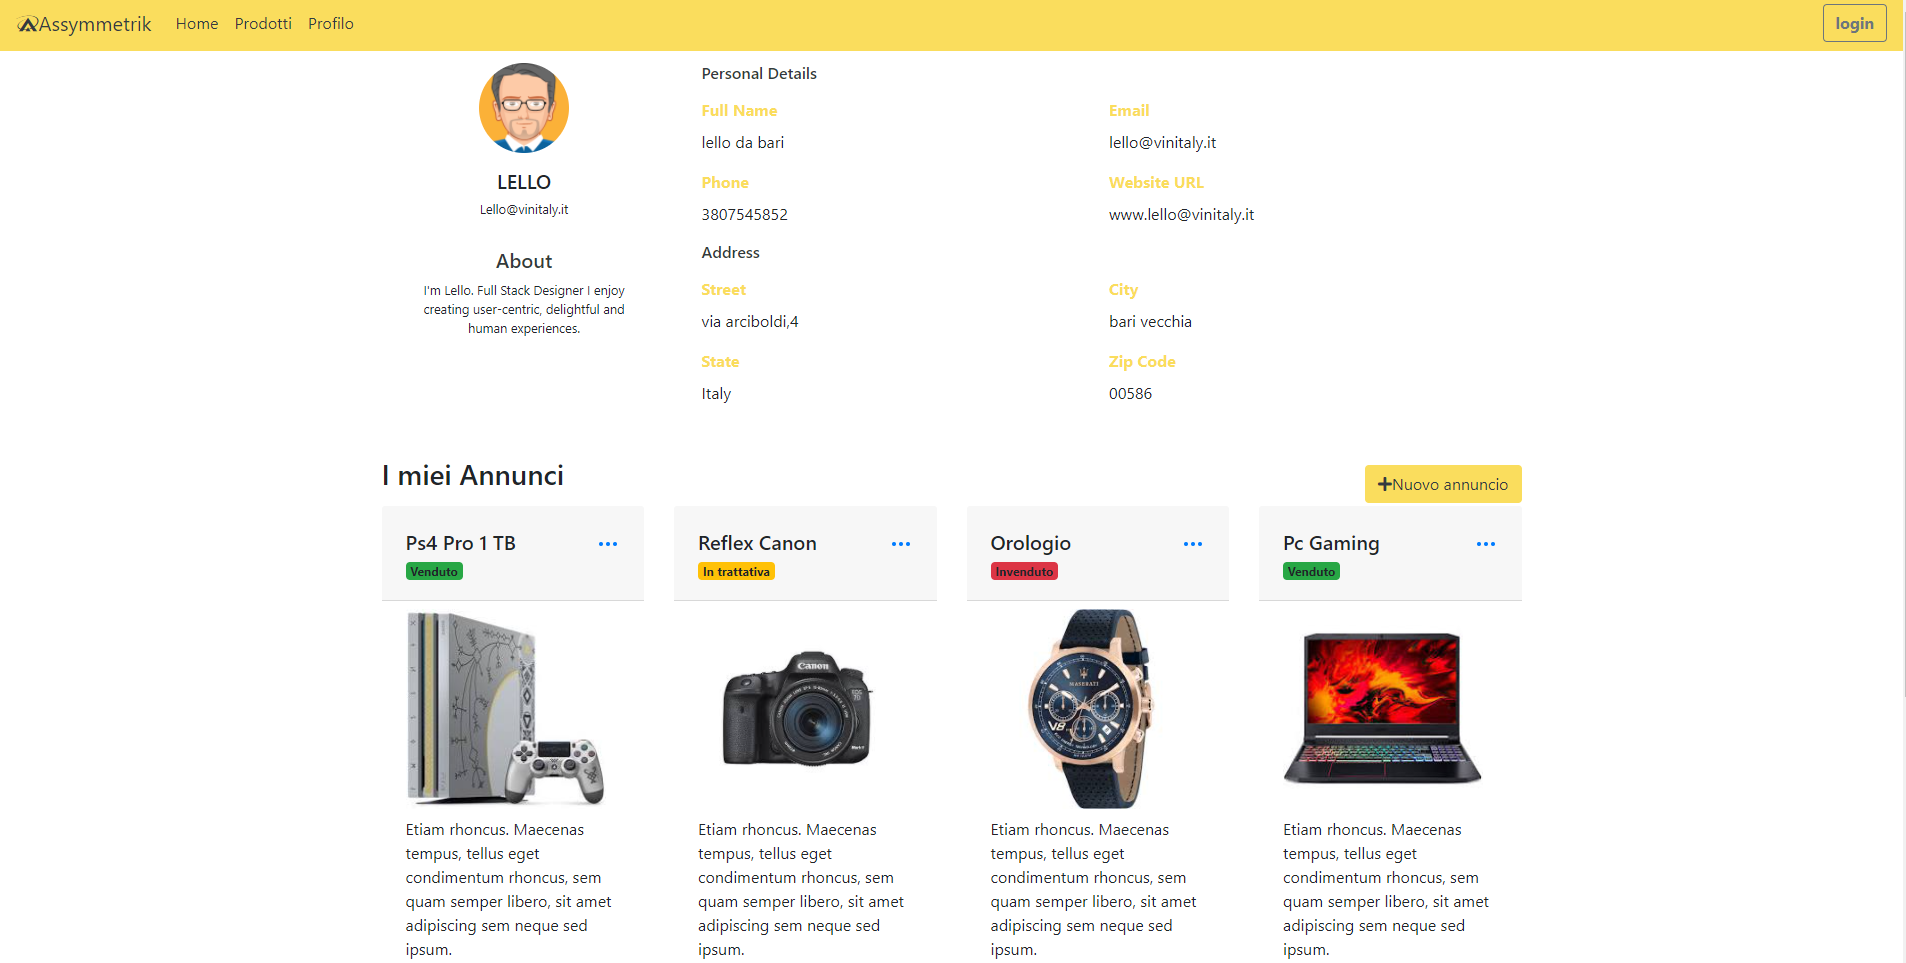 Assymmetrik Home Prodotti Profilo login
LELLO
Lello@vinitaly.it
About
I'm Lello. Full Stack Designer I enjoy
creating user-centric, delightful and
human experiences.
Personal Details
Full Name Email
lello da bari lello@vinitaly.it
Phone Website URL
3807545852 www.lello@vinitaly.it
Address
Street City
via arciboldi,4 bari vecchia
State Zip Code
Italy 00586
I miei Annunci
Nuovo annuncio
Ps4 Pro 1 TB
Venduto
Etiam rhoncus. Maecenas
tempus, tellus eget
condimentum rhoncus, sem
quam semper libero, sit amet
adipiscing sem neque sed
ipsum.
Reflex Canon
In trattativa
Canon
Etiam rhoncus. Maecenas
tempus, tellus eget
condimentum rhoncus, sem
quam semper libero, sit amet
adipiscing sem neque sed
ipsum.
Orologio
Invenduto
MASERATI
V8
Etiam rhoncus. Maecenas
tempus, tellus eget
condimentum rhoncus, sem
quam semper libero, sit amet
adipiscing sem neque sed
ipsum.
Pc Gaming
Venduto
Etiam rhoncus. Maecenas
tempus, tellus eget
condimentum rhoncus, sem
quam semper libero, sit amet
adipiscing sem neque sed
ipsum.